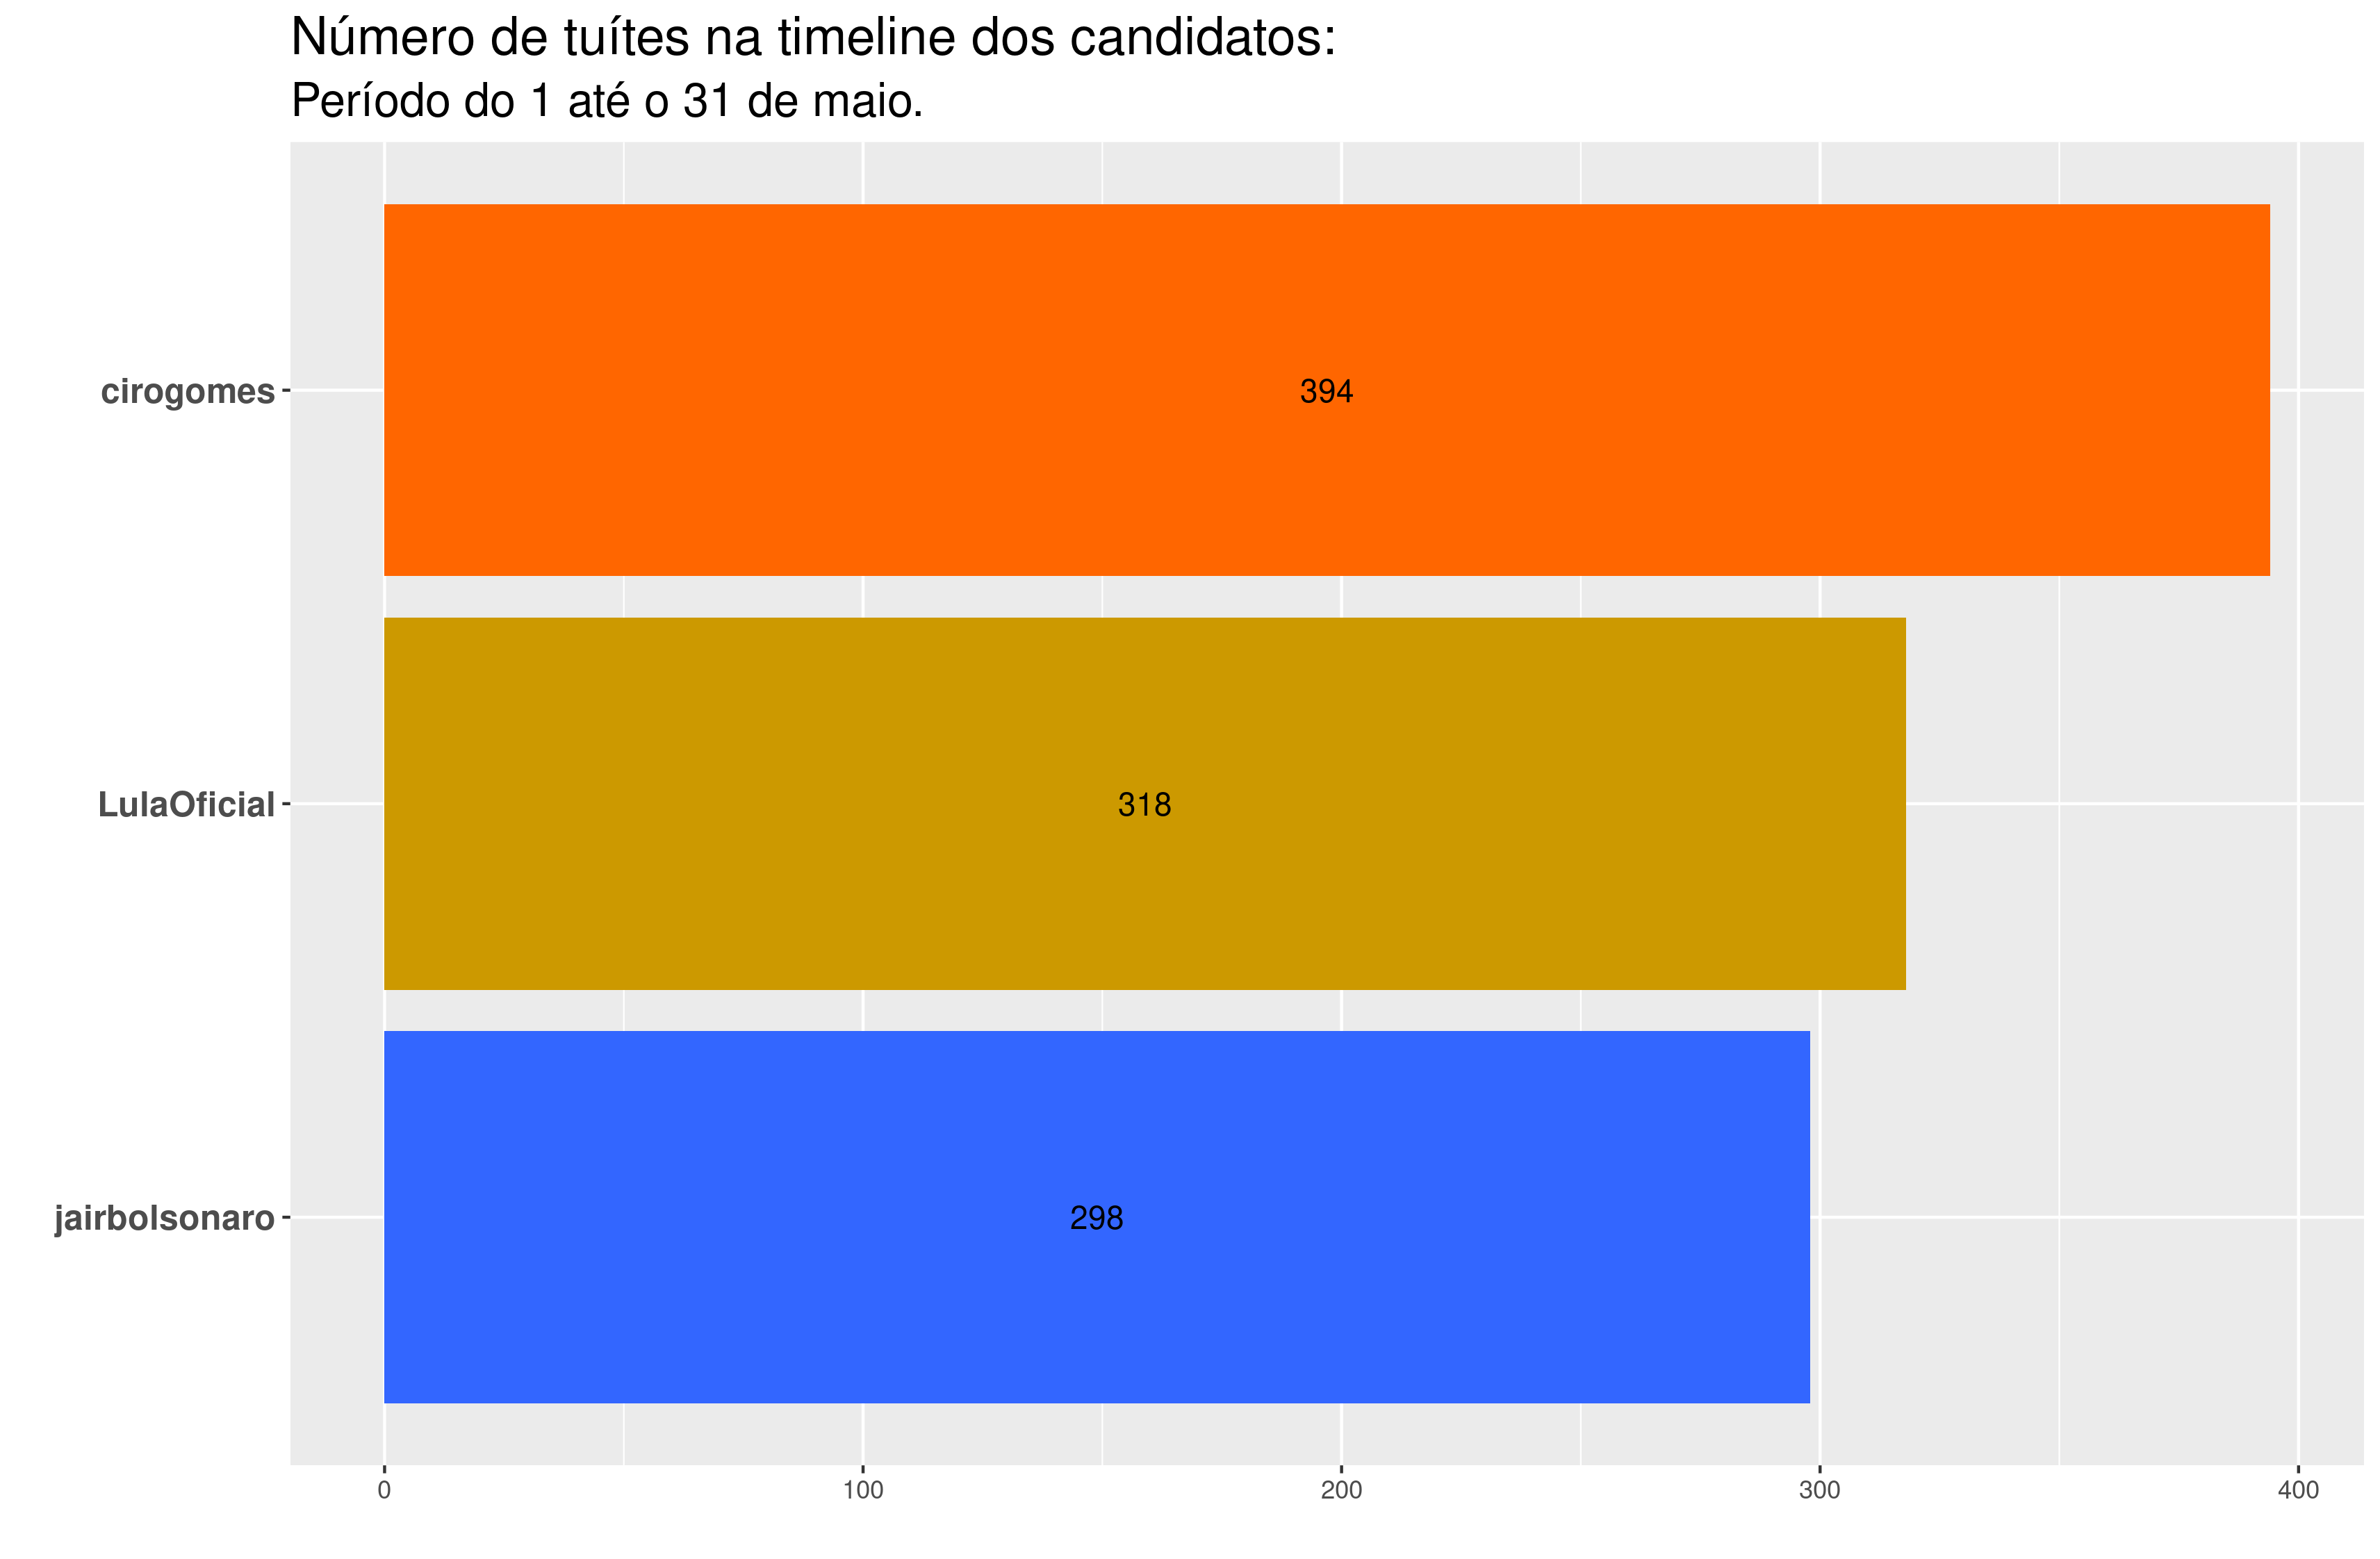 Número de tuítes na timeline dos candidatos:
Período do 1 até o 31 de maio.
cirogomes
394
LulaOficial
318
jairbolsonaro
298
0 100 200 300 400